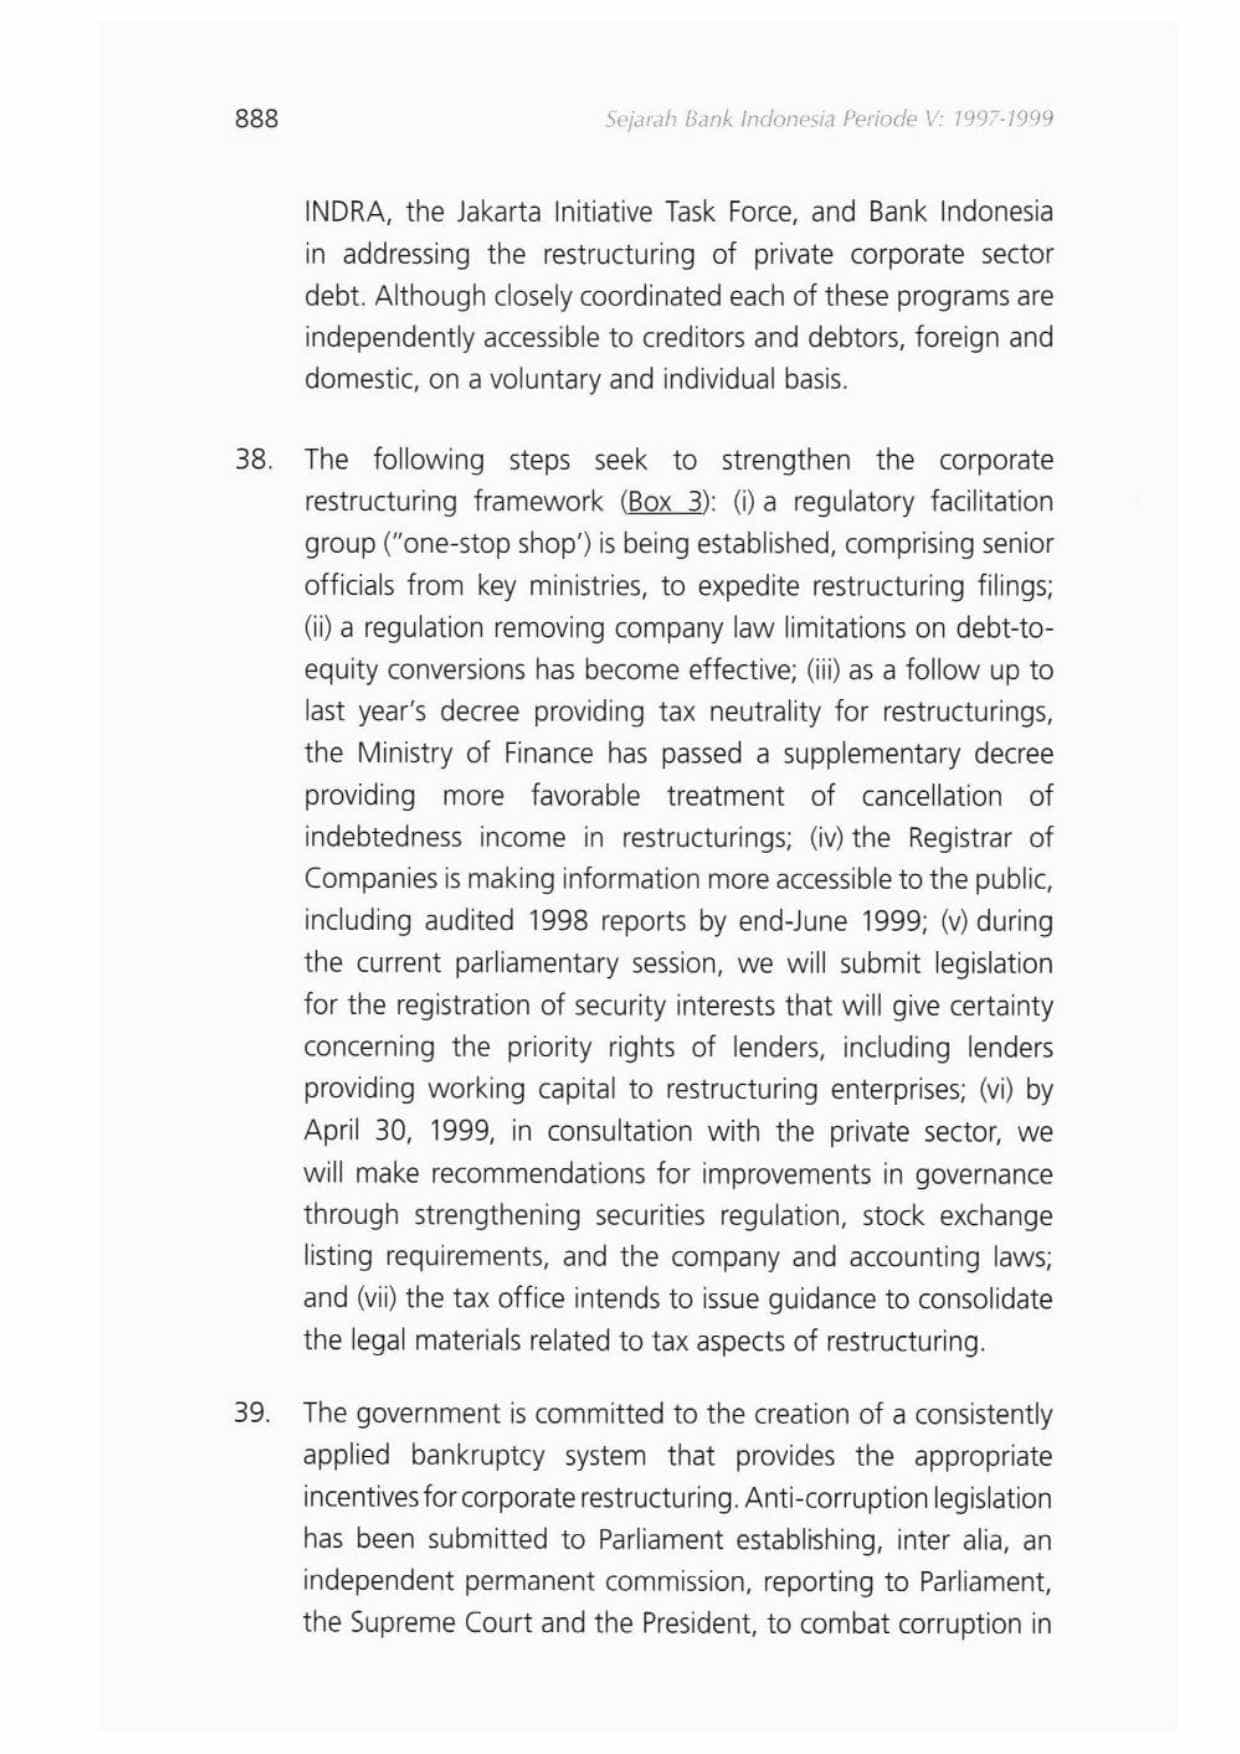 888 Sejarah Bank Indonesia Periode V: 1997-1999
INDRA, the Jakarta Initiative Task Force, and Bank Indonesia
in addressing the restructuring of private corporate sector
debt. Although closely coordinated each of these programs are
independently accessible to creditors and debtors, foreign and
domestic, on a voluntary and individual basis.
38. The following steps seek to strengthen the corporate
restructuring framework (Box 3): (i) a regulatory facilitation
group ("one-stop shop') is being established, comprising senior
officials from key ministries, to expedite restructuring filings;
(ii) a regulation removing company law limitations on debt-to-
equity conversions has become effective; (iii) as a follow up to
last year's decree providing tax neutrality for restructurings,
the Ministry of Finance has passed a supplementary decree
providing more favorable treatment of cancellation of
indebtedness income in restructurings; (iv) the Registrar of
Companies is making information more accessible to the public,
including audited 1998 reports by end-June 1999; (v) during
the current parliamentary session, we will submit legislation
for the registration of security interests that will give certainty
concerning the priority rights of lenders, including lenders
providing working capital to restructuring enterprises; (vi) by
April 30, 1999, in consultation with the private sector, we
will make recommendations for improvements in governance
through strengthening securities regulation, stock exchange
listing requirements, and the company and accounting laws;
and (vii) the tax office intends to issue guidance to consolidate
the legal materials related to tax aspects of restructuring.
39. The government is committed to the creation of a consistently
applied bankruptcy system that provides the appropriate
incentives for corporate restructuring. Anti-corruption legislation
has been submitted to Parliament establishing, inter alia, an
independent permanent commission, reporting to Parliament,
the Supreme Court and the President, to combat corruption in